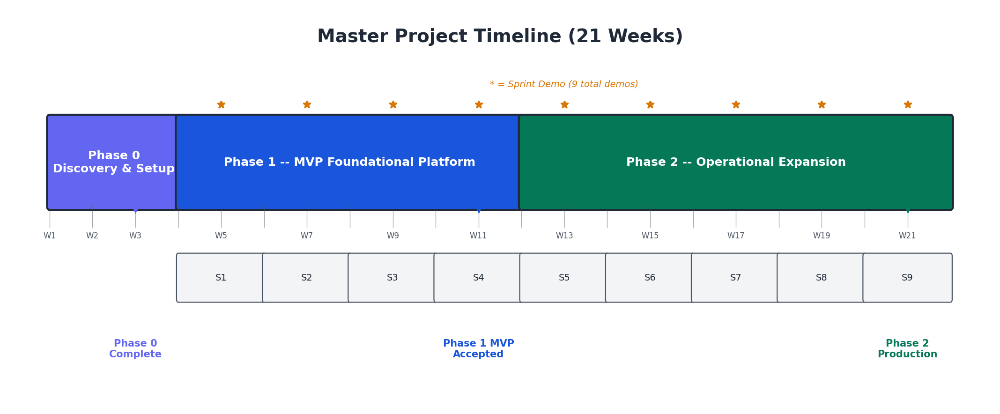 Master Project Timeline (21 Weeks)
* = Sprint Demo (9 total demos)
Phase 0
Discovery & Setup
Phase 1 -- MVP Foundational Platform
Phase 2 -- Operational Expansion
W1 W2 W3 W5 W7 W9 W11 W13 W15 W17 W19 W21
S1 S2 S3 S4 S5 S6 S7 S8 S9
Phase 0
Complete
Phase 1 MVP
Accepted
Phase 2
Production